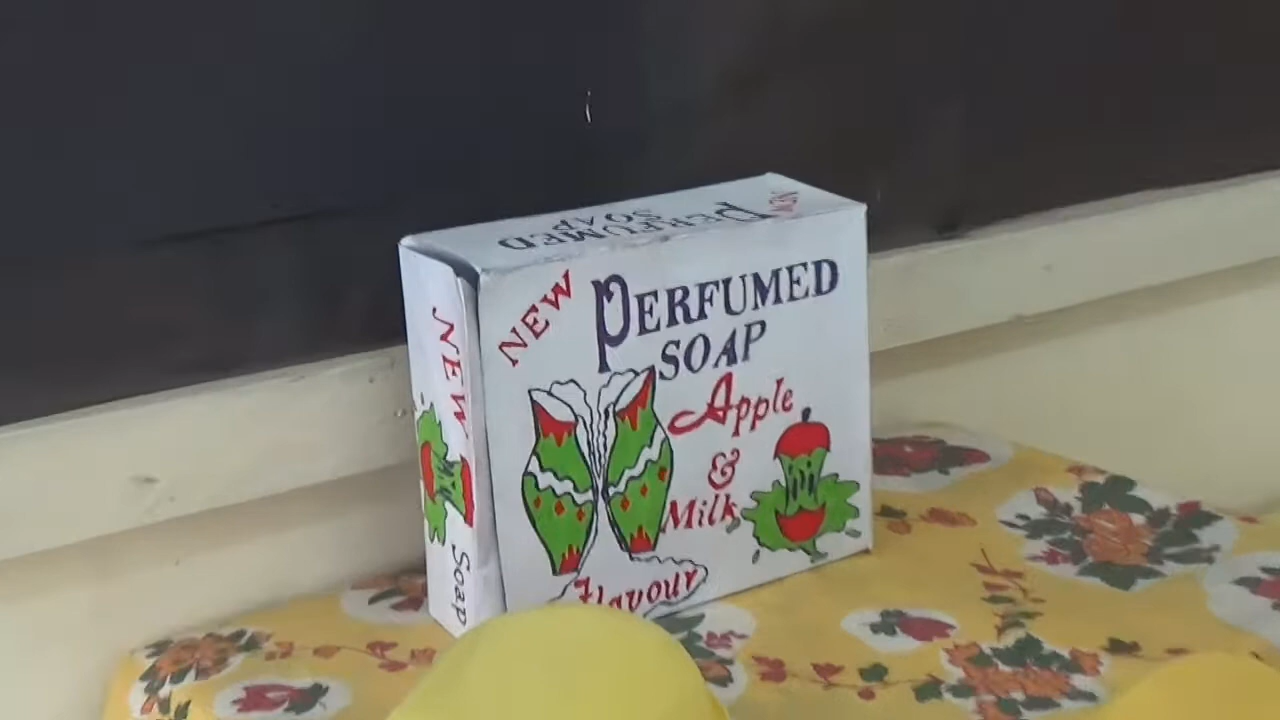 NEW
PERFUMED
SOAP
NEW
PERFUMED
SOAP
Apple
&
Milk
Flavour
NEW
Soap